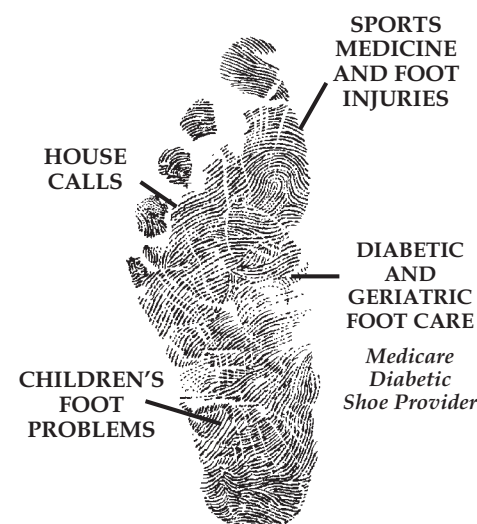 SPORTS
MEDICINE
AND FOOT
INJURIES
HOUSE
CALLS
DIABETIC
AND
GERIATRIC
FOOT CARE
Medicare
Diabetic
Shoe Provider
CHILDREN'S
FOOT
PROBLEMS